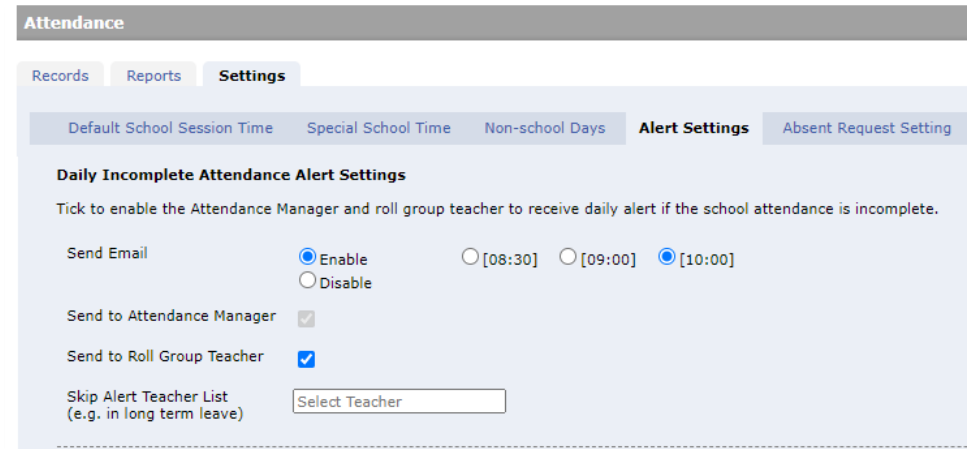 Attendance
Records Reports Settings
Default School Session Time Special School Time Non-school Days Alert Settings Absent Request Setting
Daily Incomplete Attendance Alert Settings
Tick to enable the Attendance Manager and roll group teacher to receive daily alert if the school attendance is incomplete.
Send Email Enable [08:30] [09:00] [10:00]
Disable
Send to Attendance Manager
Send to Roll Group Teacher
Skip Alert Teacher List Select Teacher
(e.g. in long term leave)